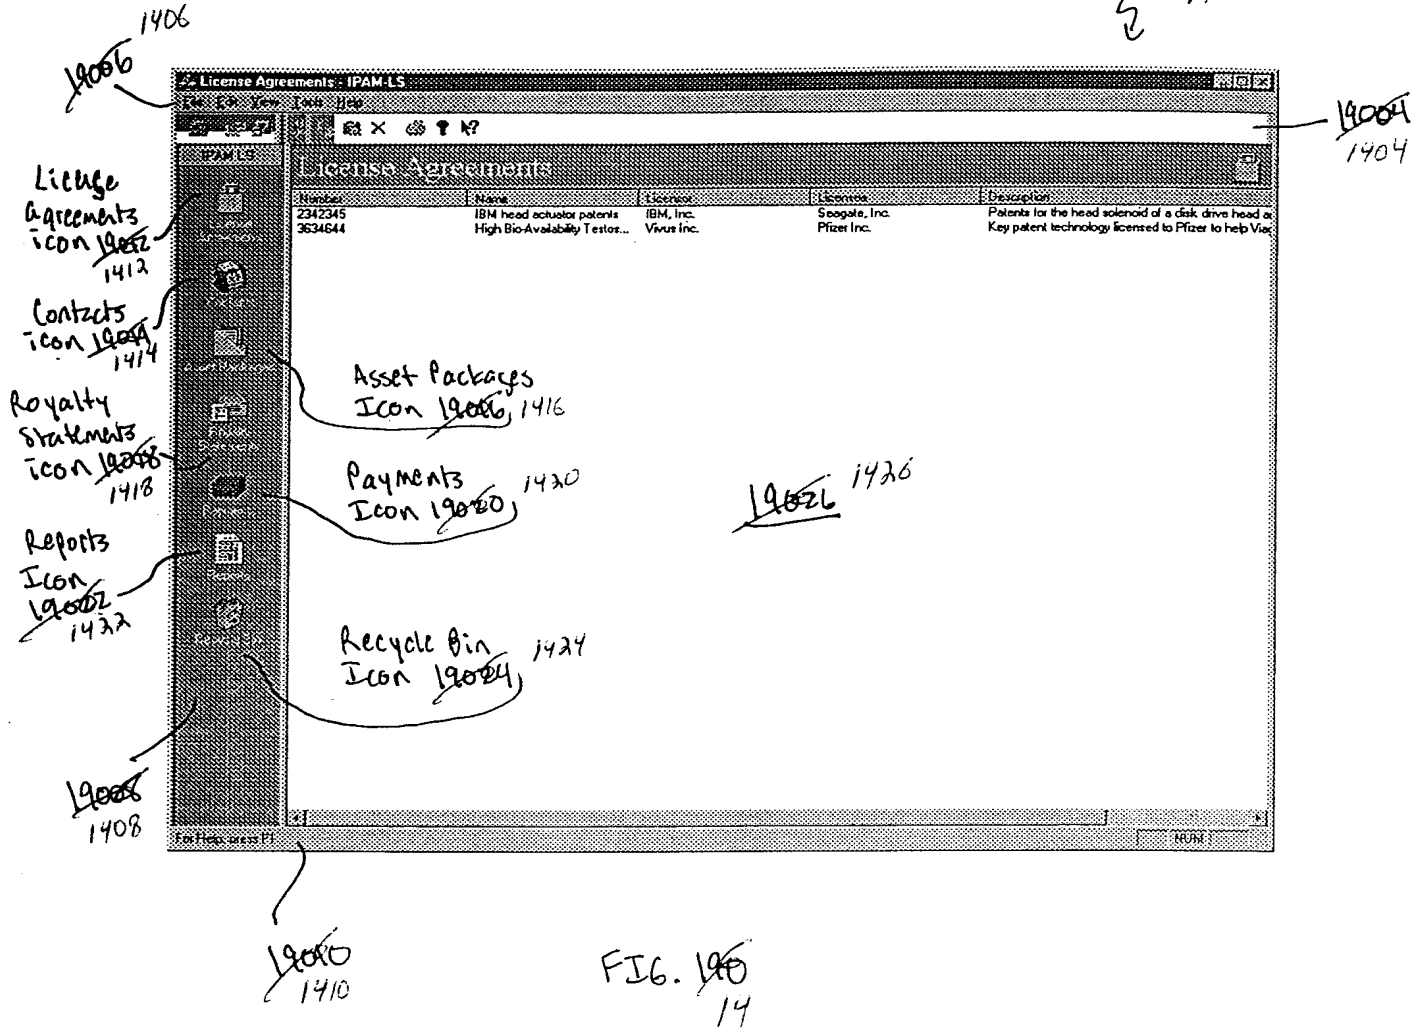 1406
19006
License Agreements - IPAM-LS
File Edit View Tools Help
19004
1404
IPAM-LS
License Agreements
Number Name Licensor Licensee Description
2342345 IBM head actuator patents IBM, Inc. Seagate, Inc. Patents for the head solenoid of a disk drive head a
3634644 High Bio-Availability Testos... Vivus Inc. Pfizer Inc. Key patent technology licensed to Pfizer to help Via
License
agreements
icon 19012
1412
Contacts
icon 19014
1414
Asset Packages
Icon 19016 1416
Royalty
Statements
icon 19018
1418
Payments
Icon 19020 1420
19026 1426
Reports
Icon
19022
1422
Recycle Bin
Icon 19024 1424
19008
1408
For Help, press F1
NUM
19010
1410
FIG. 190
14